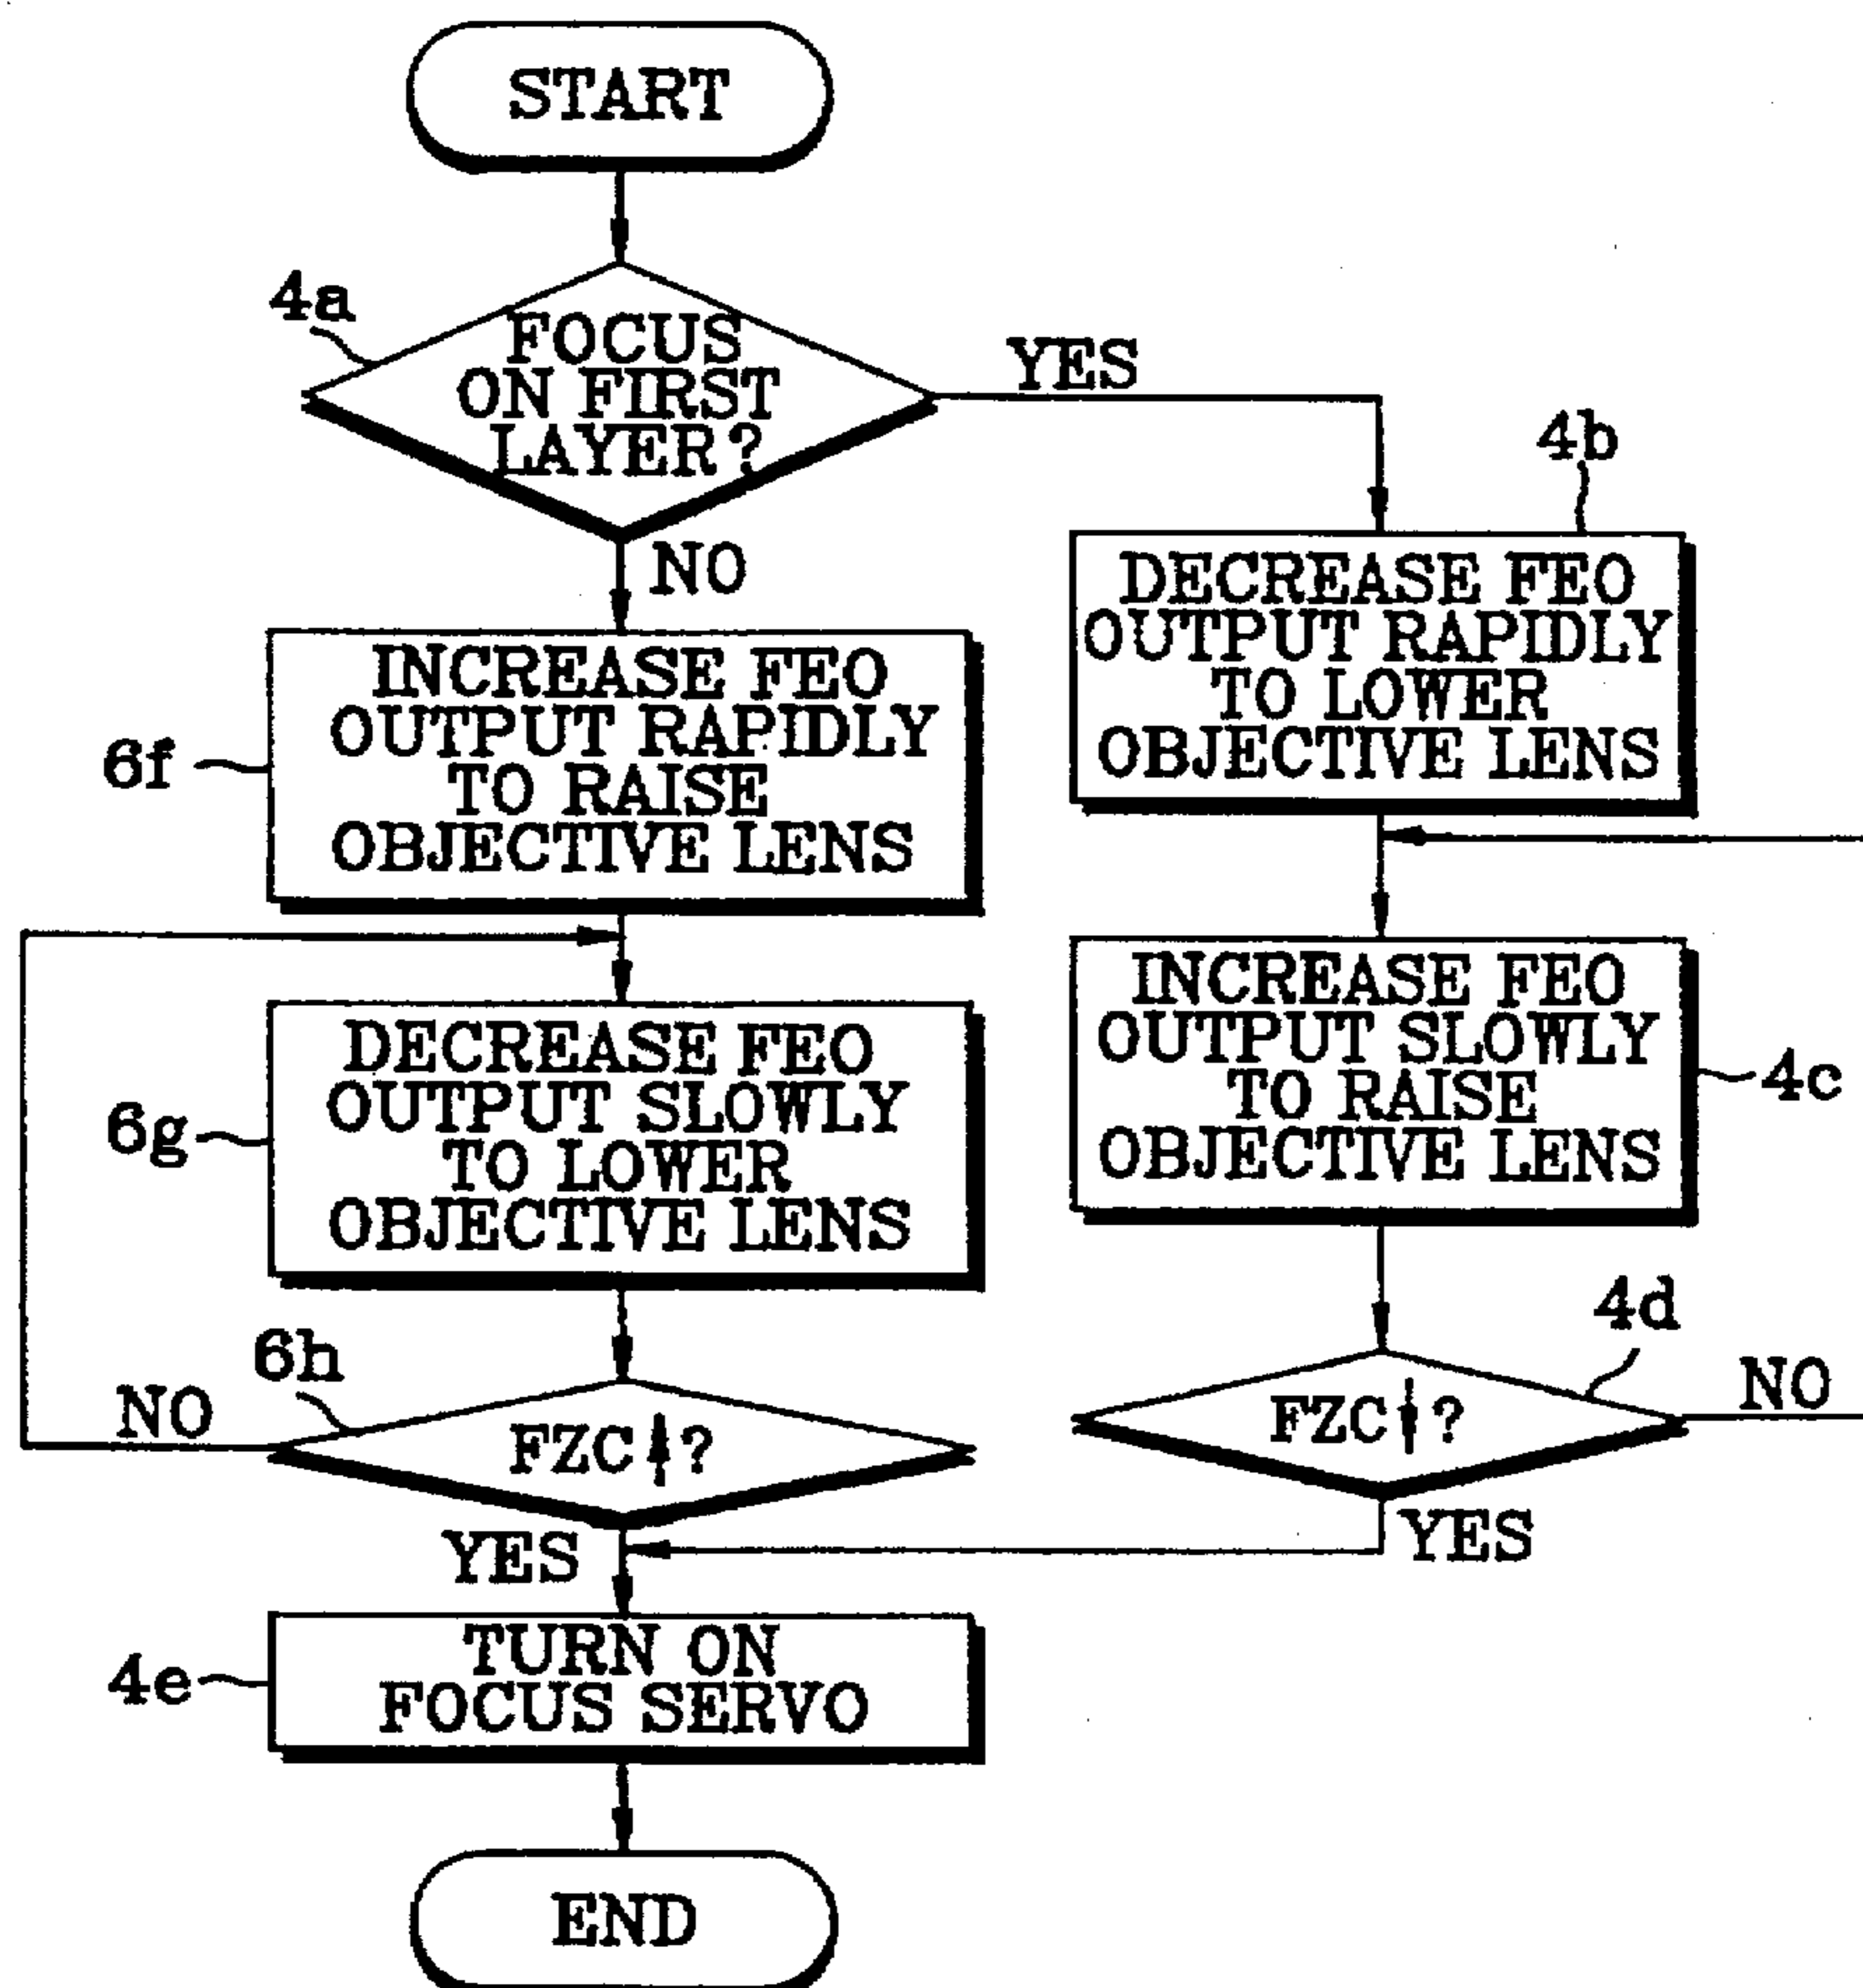 START
4a
FOCUS
ON FIRST
LAYER?
YES
NO
4b
DECREASE FEO
OUTPUT RAPIDLY
TO LOWER
OBJECTIVE LENS
6f
INCREASE FEO
OUTPUT RAPIDLY
TO RAISE
OBJECTIVE LENS
INCREASE FEO
OUTPUT SLOWLY
TO RAISE
OBJECTIVE LENS
4c
6g
DECREASE FEO
OUTPUT SLOWLY
TO LOWER
OBJECTIVE LENS
4d
FZC↑?
NO
YES
6h
NO
FZC↑?
YES
4e
TURN ON
FOCUS SERVO
END